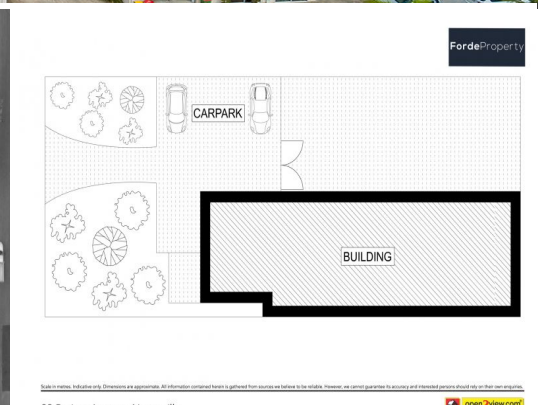 FordeProperty
CARPARK
BUILDING
Scale in metres. Indicative only. Dimensions are approximate. All information contained herein is gathered from sources we believe to be reliable. However, we cannot guarantee its accuracy and interested persons should rely on their own enquiries.
open2view.com